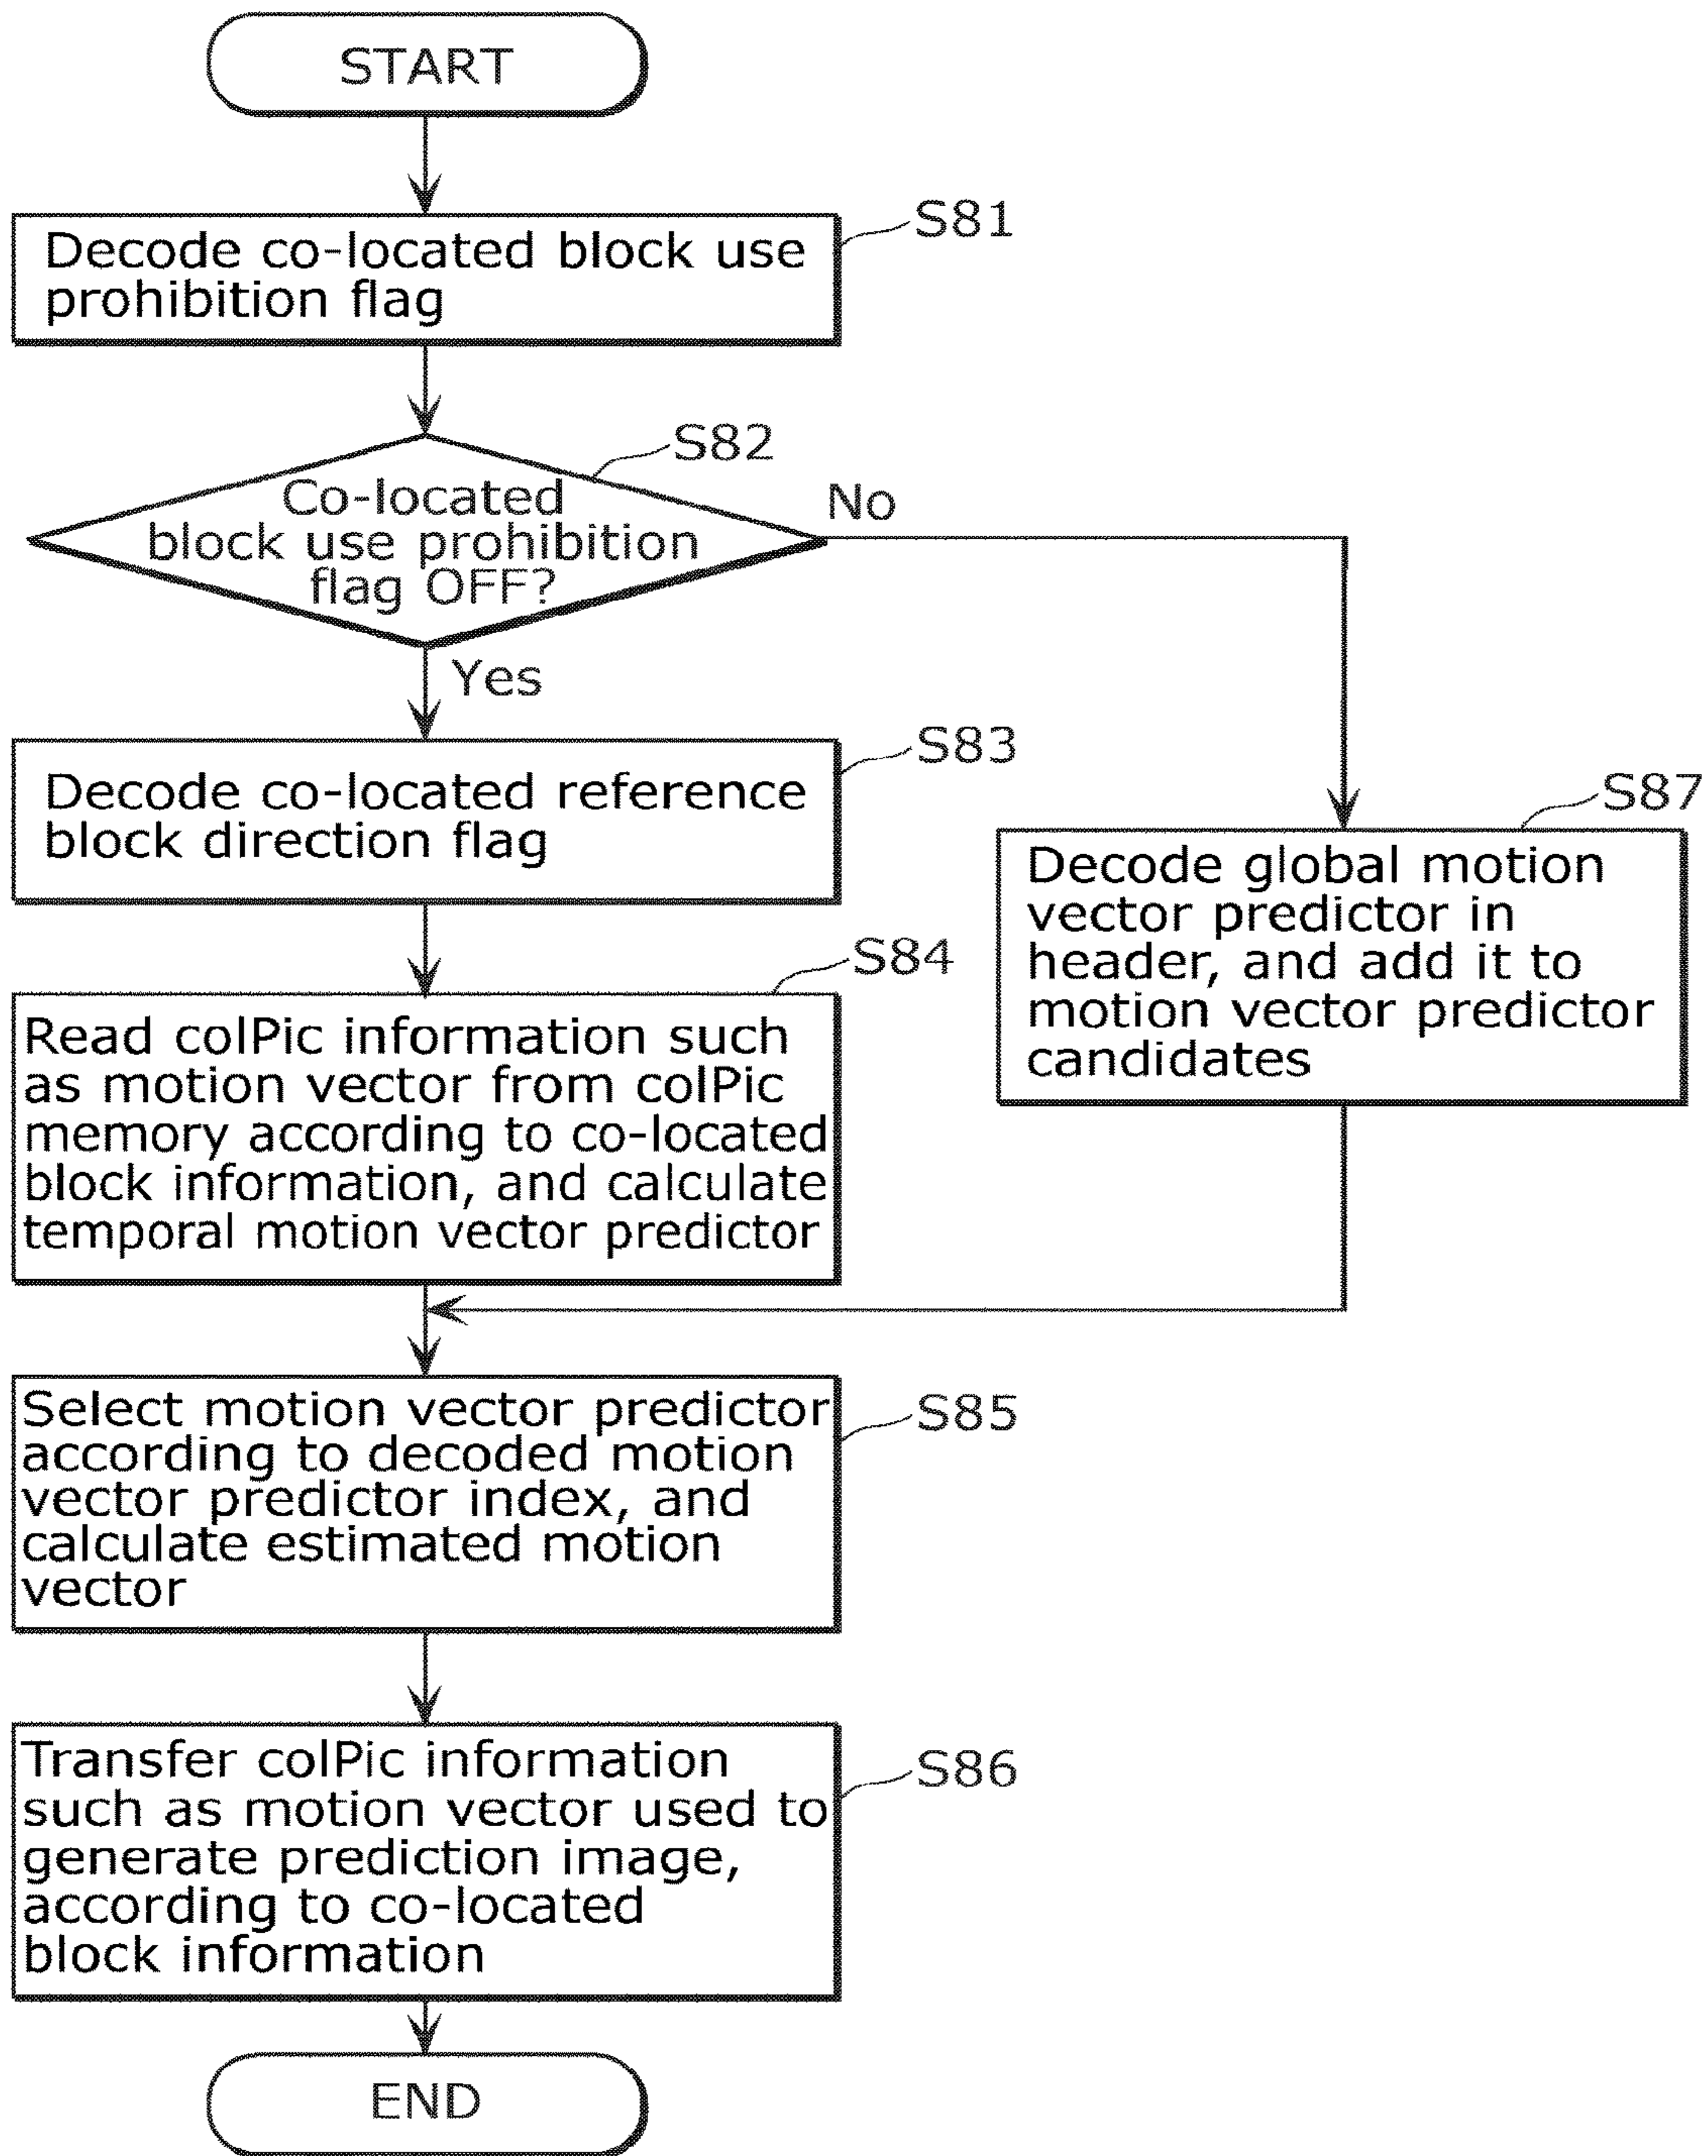 START
S81
Decode co-located block use
prohibition flag
S82
Co-located
block use prohibition
flag OFF?
No
Yes
S83
Decode co-located reference
block direction flag
S87
Decode global motion
vector predictor in
header, and add it to
motion vector predictor
candidates
S84
Read colPic information such
as motion vector from colPic
memory according to co-located
block information, and calculate
temporal motion vector predictor
S85
Select motion vector predictor
according to decoded motion
vector predictor index, and
calculate estimated motion
vector
S86
Transfer colPic information
such as motion vector used to
generate prediction image,
according to co-located
block information
END